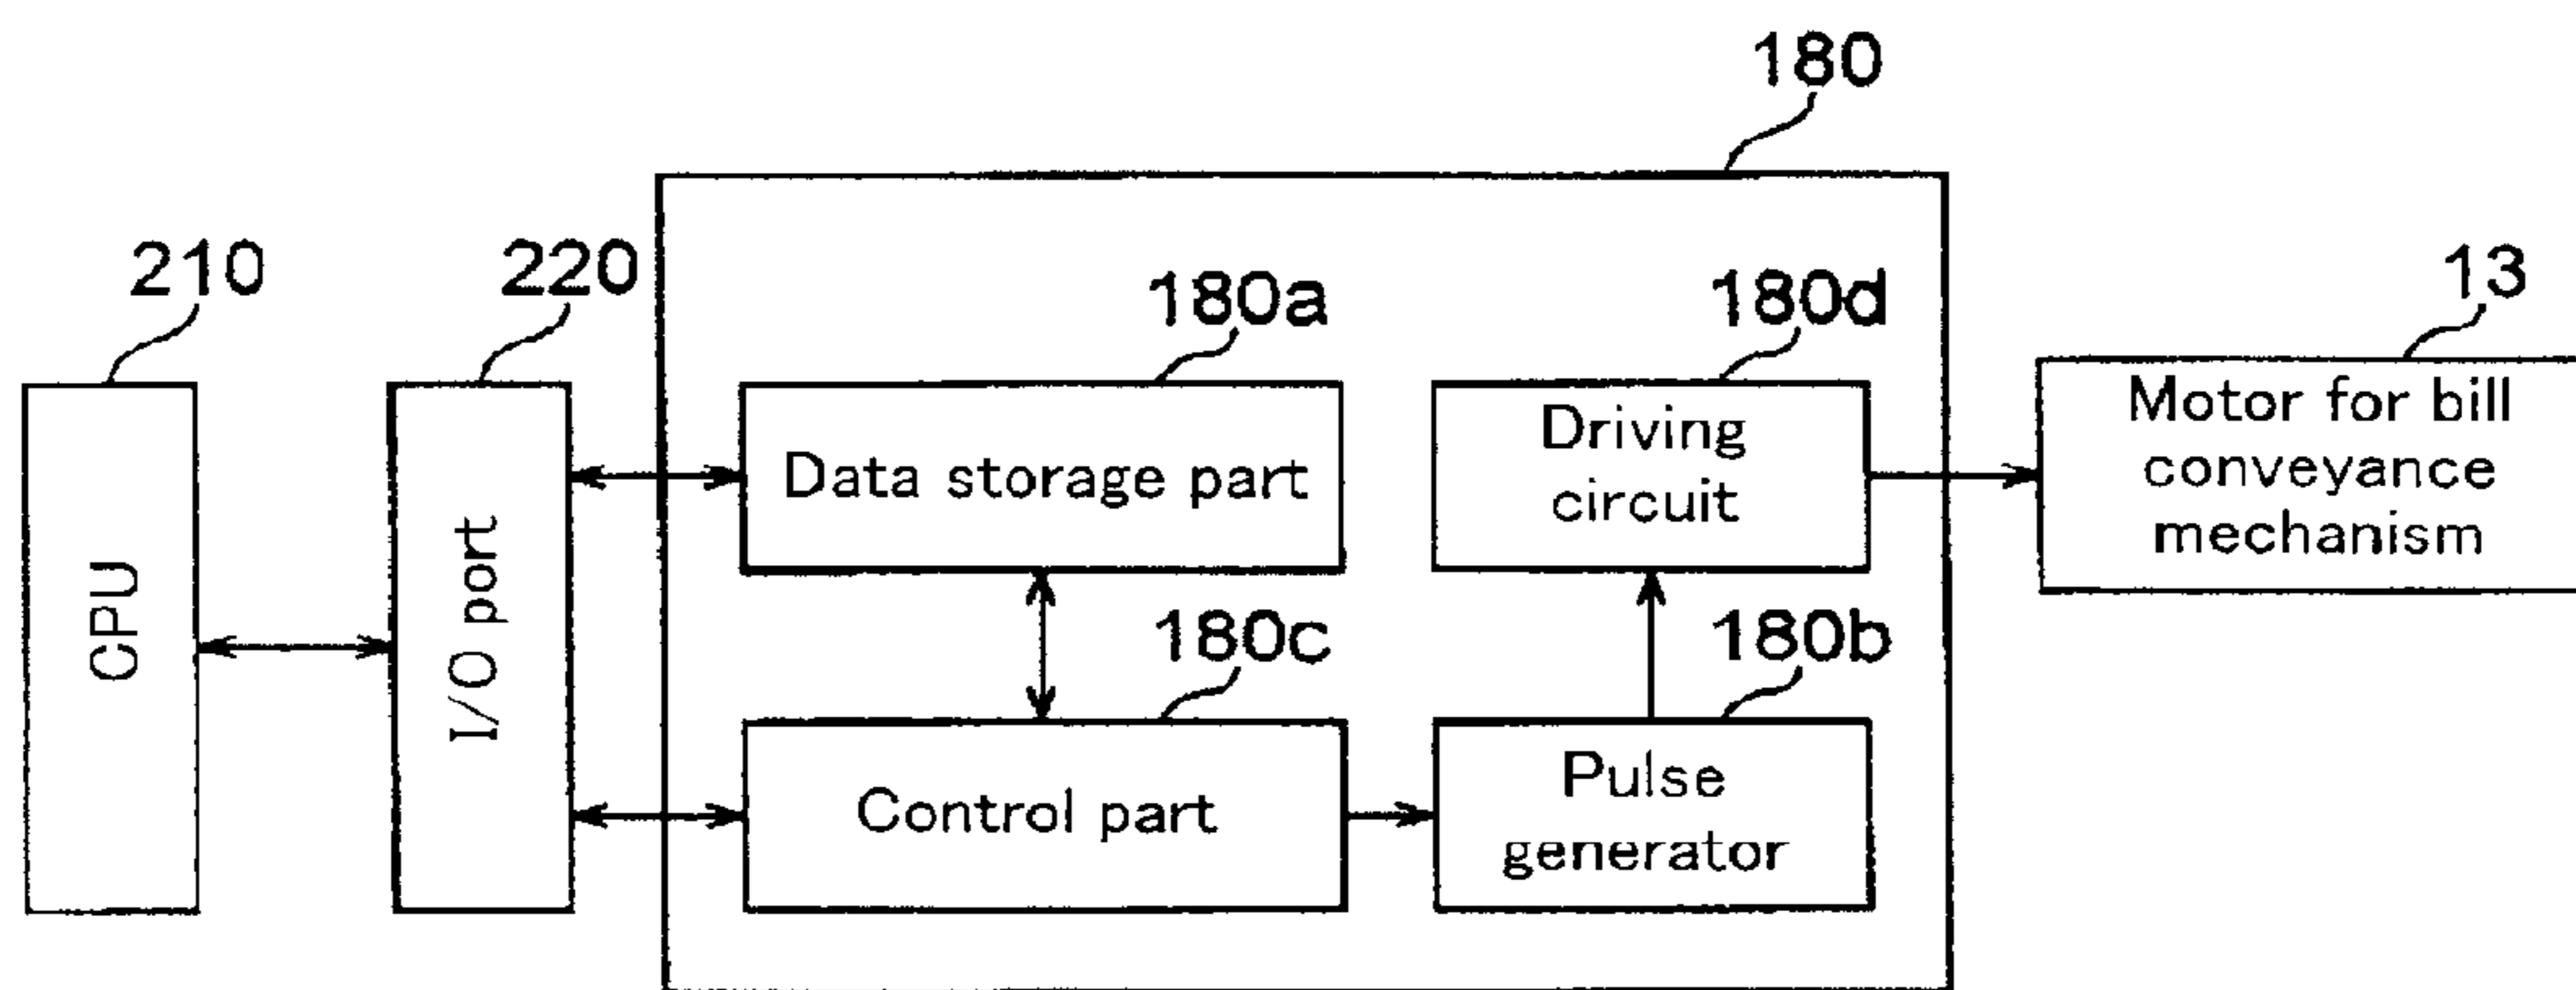 180
210
220
180a
180d
13
CPU
I/O port
Data storage part
Driving
circuit
Motor for bill
conveyance
mechanism
180c
180b
Control part
Pulse
generator